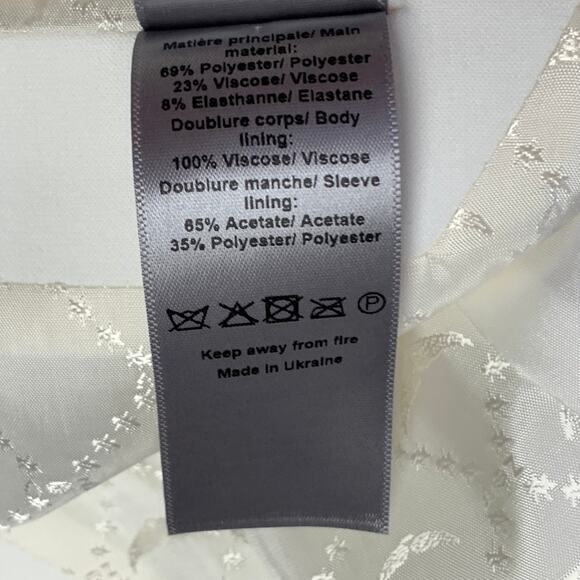 Matière principale/ Main
material:
69% Polyester/ Polyester
23% Viscose/ Viscose
8% Elasthanne/ Elastane
Doublure corps/ Body
lining:
100% Viscose/ Viscose
Doublure manche/ Sleeve
lining:
65% Acetate/ Acetate
35% Polyester/ Polyester
P
Keep away from fire
Made in Ukraine